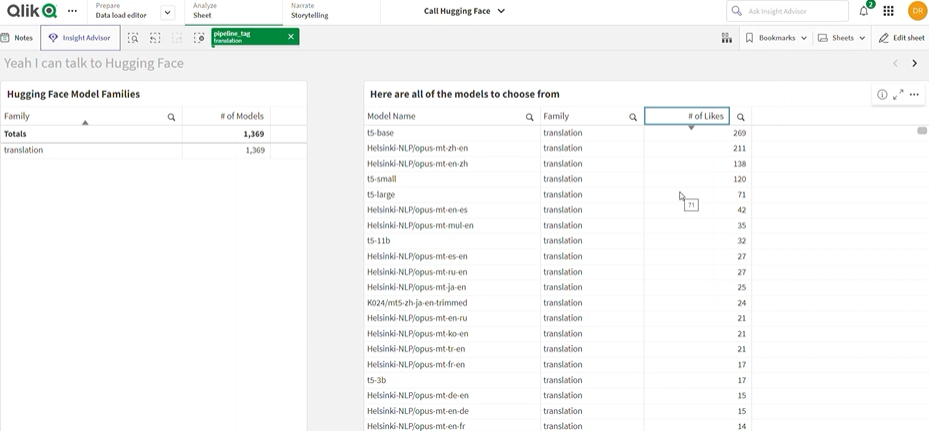 Qlik
Prepare
Data load editor
Analyze
Sheet
Narrate
Storytelling
Call Hugging Face
Ask Insight Advisor
2
DR
Notes
Insight Advisor
pipeline_tag
translation
Bookmarks
Sheets
Edit sheet
Yeah I can talk to Hugging Face
Hugging Face Model Families
Family # of Models
Totals 1,369
translation 1,369
Here are all of the models to choose from
Model Name Family # of Likes
t5-base translation 269
Helsinki-NLP/opus-mt-zh-en translation 211
Helsinki-NLP/opus-mt-en-zh translation 138
t5-small translation 120
t5-large translation 71
71
Helsinki-NLP/opus-mt-en-es translation 42
Helsinki-NLP/opus-mt-mul-en translation 35
t5-11b translation 32
Helsinki-NLP/opus-mt-es-en translation 27
Helsinki-NLP/opus-mt-ru-en translation 27
Helsinki-NLP/opus-mt-ja-en translation 25
K024/mt5-zh-ja-en-trimmed translation 24
Helsinki-NLP/opus-mt-en-ru translation 21
Helsinki-NLP/opus-mt-ko-en translation 21
Helsinki-NLP/opus-mt-tr-en translation 21
Helsinki-NLP/opus-mt-fr-en translation 17
t5-3b translation 17
Helsinki-NLP/opus-mt-de-en translation 15
Helsinki-NLP/opus-mt-en-de translation 15
Helsinki-NLP/opus-mt-en-fr translation 14